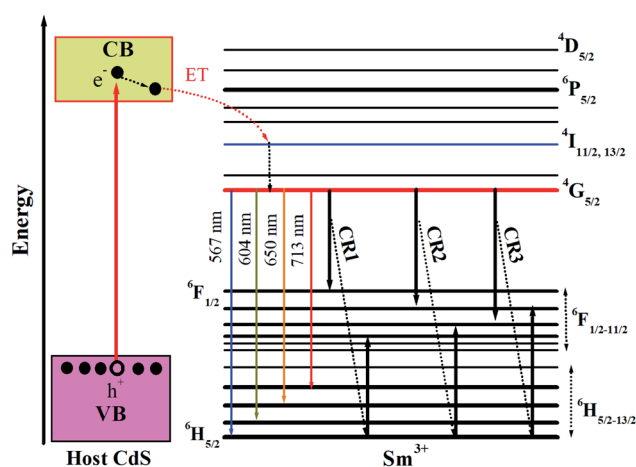 Energy
CB
e-
ET
h+
VB
Host CdS
4D5/2
6P5/2
4I11/2, 13/2
4G5/2
567 nm
604 nm
650 nm
713 nm
CR1
CR2
CR3
6F1/2
6F1/2-11/2
6H5/2-13/2
6H5/2
Sm3+